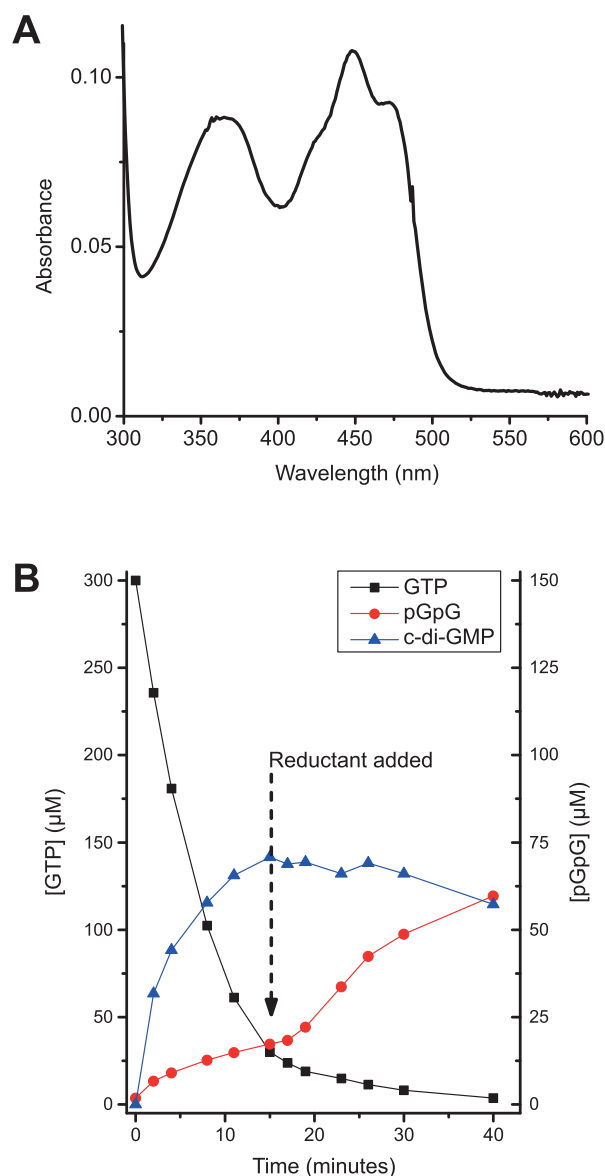 A
0.10
0.05
0.00
Absorbance
300 350 400 450 500 550 600
Wavelength (nm)
B
GTP
pGpG
c-di-GMP
Reductant added
300
250
200
150
100
50
0
[GTP] (µM)
150
125
100
75
50
25
0
[pGpG] (µM)
0 10 20 30 40
Time (minutes)